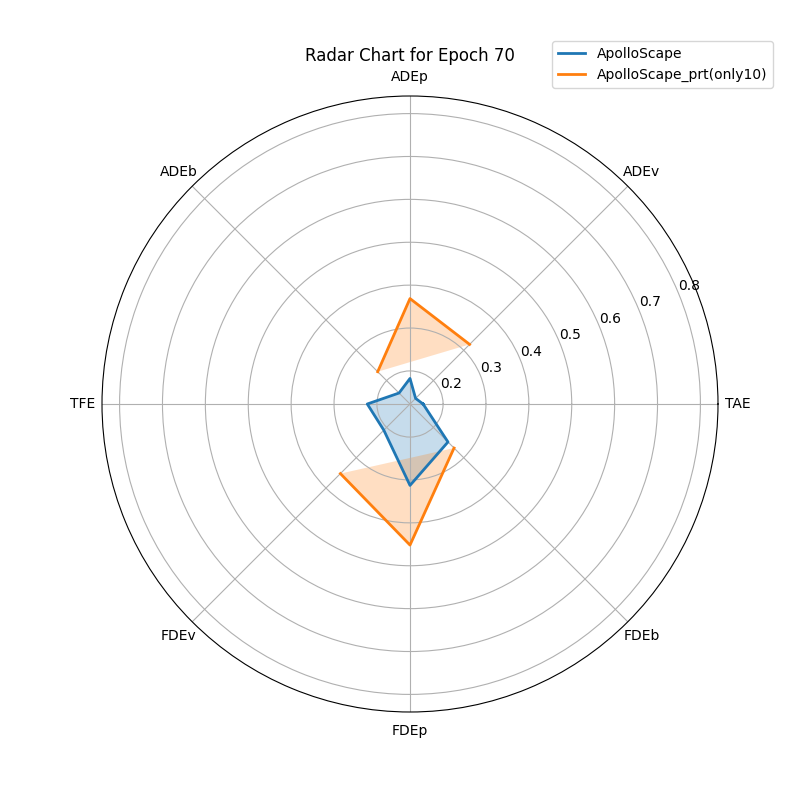 Radar Chart for Epoch 70
ApolloScape
ApolloScape_prt(only10)
ADEp
ADEb
ADEv
0.8
0.7
0.6
0.5
0.4
0.3
0.2
TFE
TAE
FDEv
FDEb
FDEp